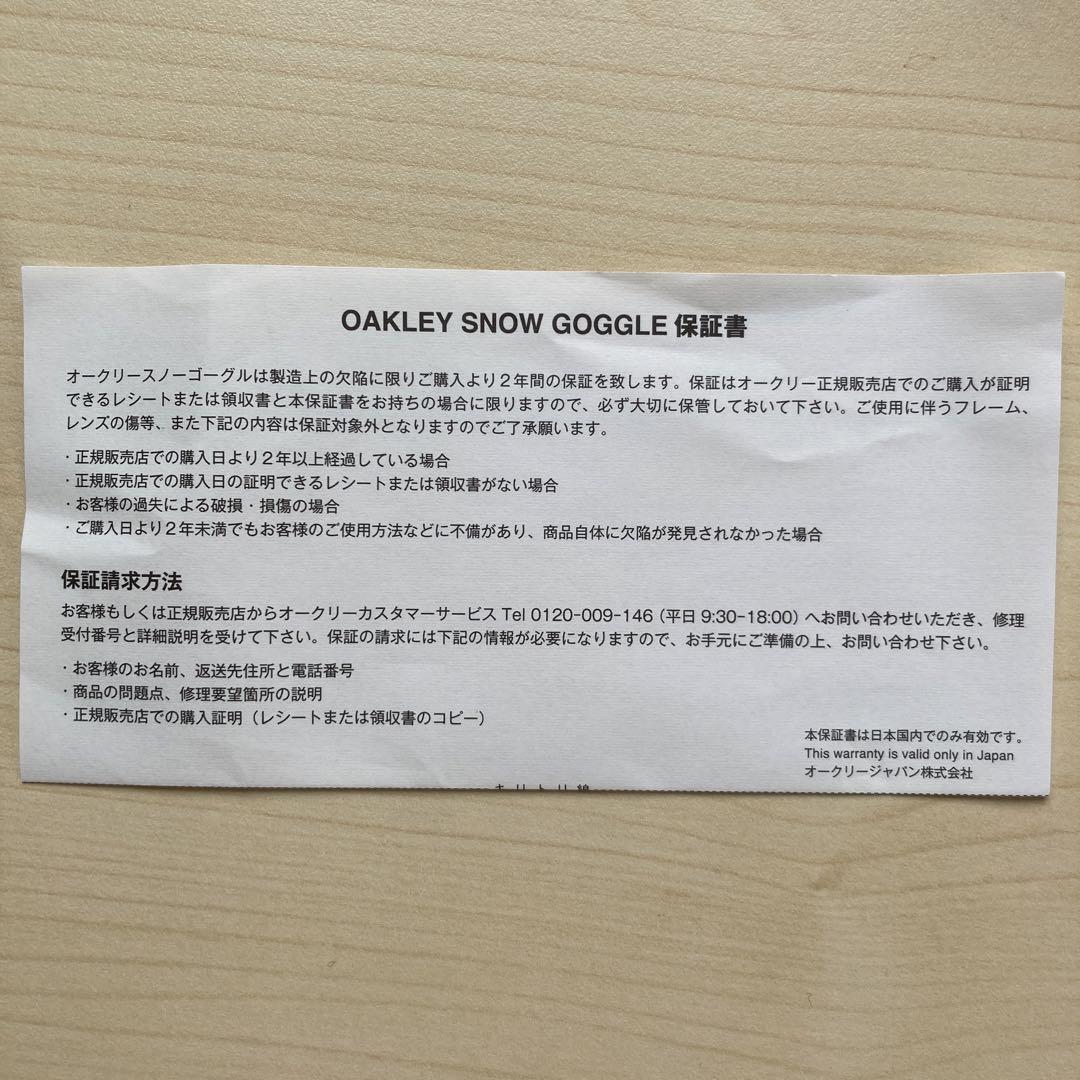 OAKLEY SNOW GOGGLE 保証書
オークリースノーゴーグルは製造上の欠陥に限りご購入より２年間の保証を致します。保証はオークリー正規販売店でのご購入が証明
できるレシートまたは領収書と本保証書をお持ちの場合に限りますので、必ず大切に保管しておいて下さい。ご使用に伴うフレーム、
レンズの傷等、また下記の内容は保証対象外となりますのでご了承願います。
・正規販売店での購入日より２年以上経過している場合
・正規販売店での購入日の証明できるレシートまたは領収書がない場合
・お客様の過失による破損・損傷の場合
・ご購入日より２年未満でもお客様のご使用方法などに不備があり、商品自体に欠陥が発見されなかった場合
保証請求方法
お客様もしくは正規販売店からオークリーカスタマーサービス Tel 0120-009-146（平日 9:30-18:00）へお問い合わせいただき、修理
受付番号と詳細説明を受けて下さい。保証の請求には下記の情報が必要になりますので、お手元にご準備の上、お問い合わせ下さい。
・お客様のお名前、返送先住所と電話番号
・商品の問題点、修理要望箇所の説明
・正規販売店での購入証明（レシートまたは領収書のコピー）
本保証書は日本国内でのみ有効です。
This warranty is valid only in Japan
オークリージャパン株式会社
キリトリ線